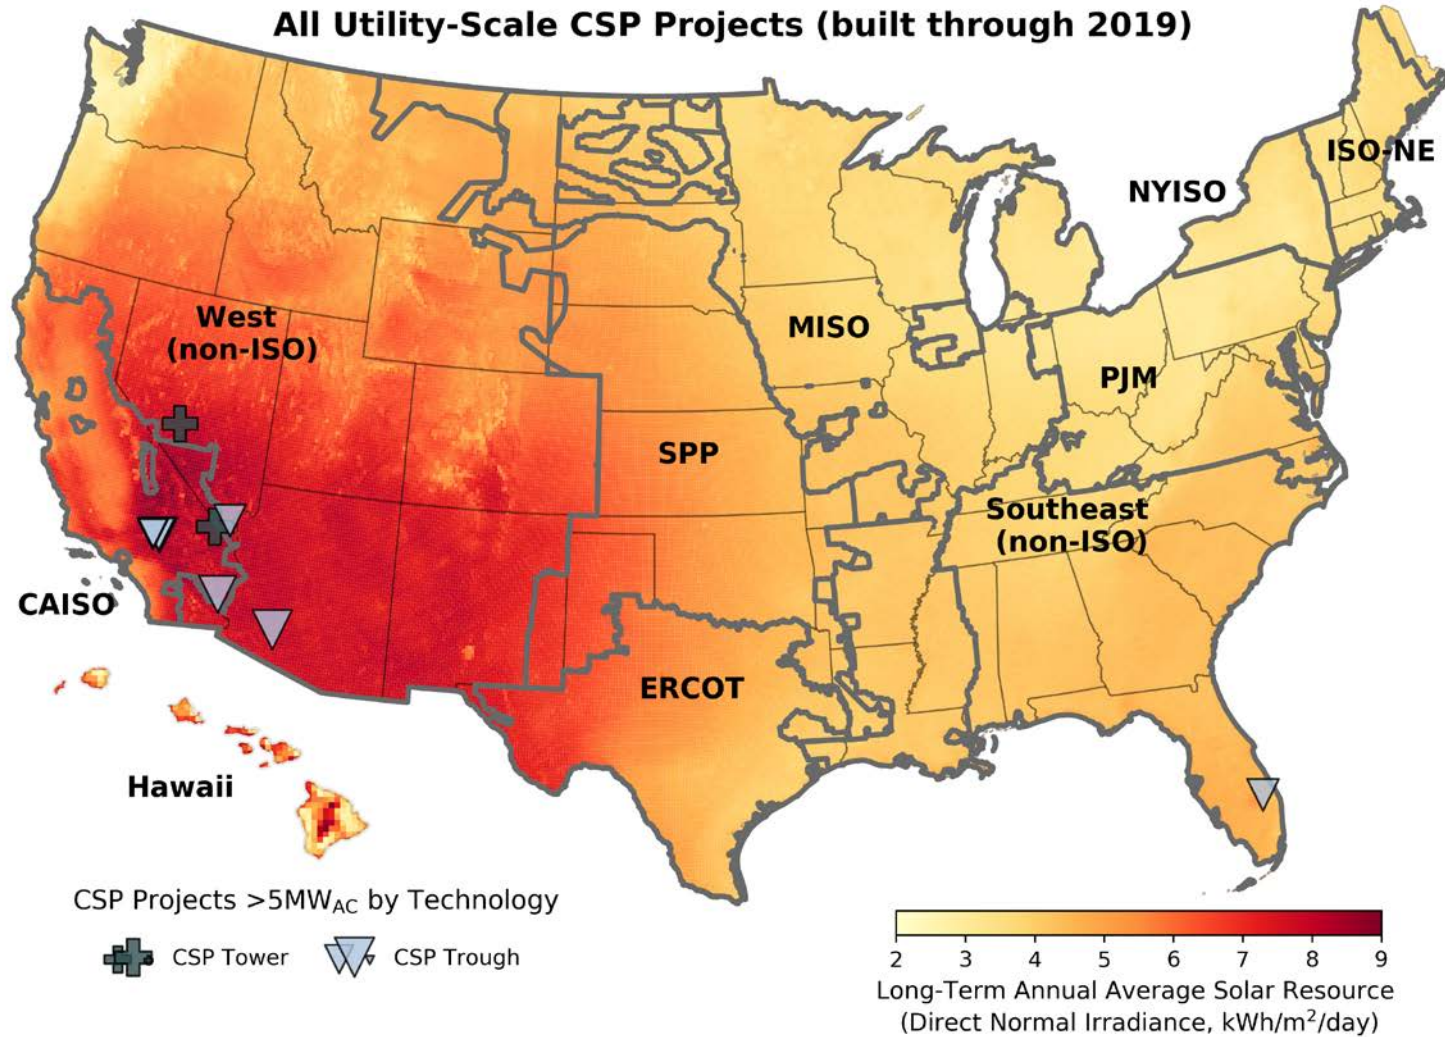 All Utility-Scale CSP Projects (built through 2019)
ISO-NE
NYISO
West
(non-ISO)
MISO
PJM
SPP
Southeast
(non-ISO)
CAISO
ERCOT
Hawaii
CSP Projects >5MWAC by Technology
CSP Tower
CSP Trough
2 3 4 5 6 7 8 9
Long-Term Annual Average Solar Resource
(Direct Normal Irradiance, kWh/m²/day)